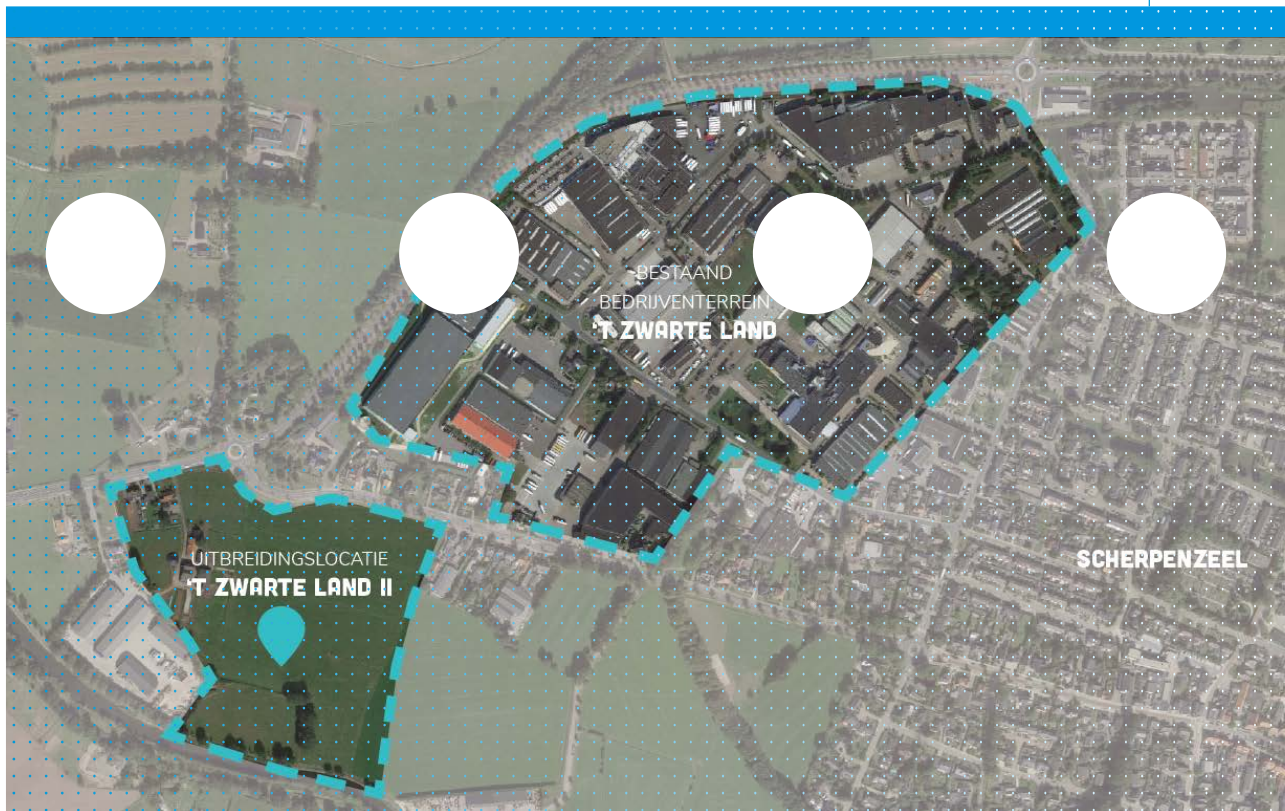 BESTAAND
BEDRIJVENTERREIN
'T ZWARTE LAND
UITBREIDINGSLOCATIE
'T ZWARTE LAND II
SCHERPENZEEL